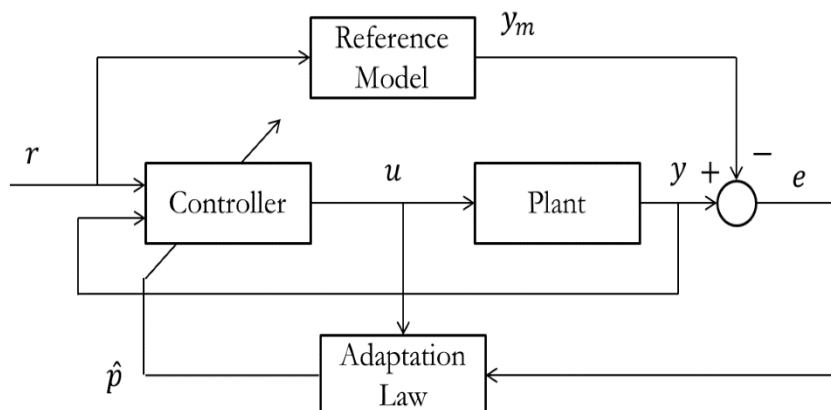 Reference
Model
y_m
r
Controller
u
Plant
y + −
e
p̂
Adaptation
Law